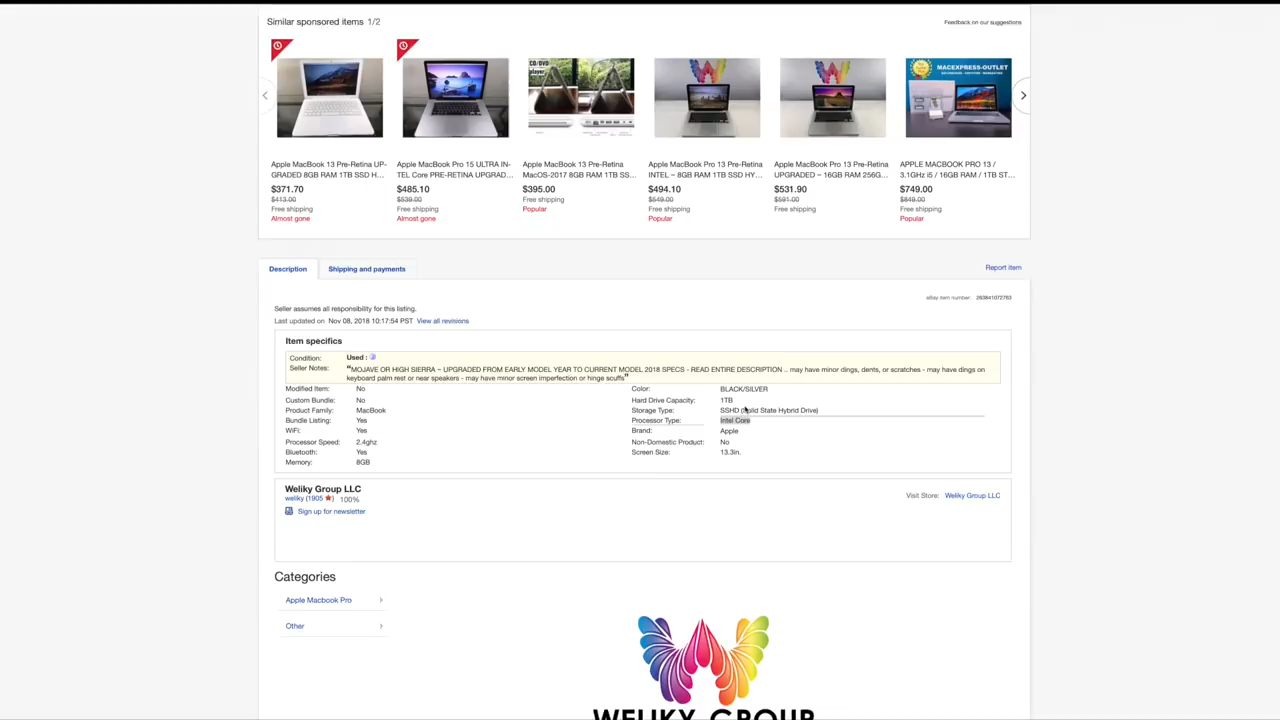 Similar sponsored items 1/2
Feedback on our suggestions
CD/DVD
player
MACEXPRESS-OUTLET
Apple MacBook 13 Pre-Retina UP-
GRADED 8GB RAM 1TB SSD H...
$371.70
$413.00
Free shipping
Almost gone
Apple MacBook Pro 15 ULTRA IN-
TEL Core PRE-RETINA UPGRAD...
$485.10
$539.00
Free shipping
Almost gone
Apple MacBook 13 Pre-Retina
MacOS-2017 8GB RAM 1TB SS...
$395.00
Free shipping
Popular
Apple MacBook Pro 13 Pre-Retina
INTEL ~ 8GB RAM 1TB SSD HY...
$494.10
$549.00
Free shipping
Popular
Apple MacBook Pro 13 Pre-Retina
UPGRADED ~ 16GB RAM 256G...
$531.90
$591.00
Free shipping
APPLE MACBOOK PRO 13 /
3.1GHz i5 / 16GB RAM / 1TB ST...
$749.00
$849.00
Free shipping
Popular
Description
Shipping and payments
Report item
eBay item number: 263841072763
Seller assumes all responsibility for this listing.
Last updated on Nov 08, 2018 10:17:54 PST View all revisions
Item specifics
Condition: Used :
Seller Notes: “MOJAVE OR HIGH SIERRA ~ UPGRADED FROM EARLY MODEL YEAR TO CURRENT MODEL 2018 SPECS - READ ENTIRE DESCRIPTION .. may have minor dings, dents, or scratches - may have dings on
keyboard palm rest or near speakers - may have minor screen imperfection or hinge scuffs”
Modified Item: No Color: BLACK/SILVER
Custom Bundle: No Hard Drive Capacity: 1TB
Product Family: MacBook Storage Type: SSHD (Solid State Hybrid Drive)
Bundle Listing: Yes Processor Type: Intel Core
WiFi: Yes Brand: Apple
Processor Speed: 2.4ghz Non-Domestic Product: No
Bluetooth: Yes Screen Size: 13.3in.
Memory: 8GB
Weliky Group LLC
weliky (1905 ) 100%
Visit Store: Weliky Group LLC
Sign up for newsletter
Categories
Apple Macbook Pro
Other
WELIKY GROUP